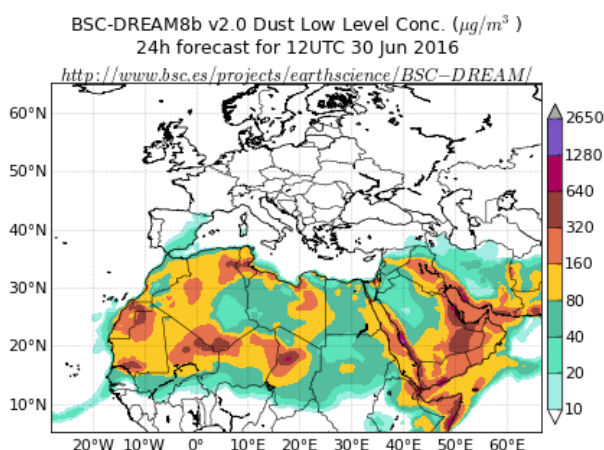 BSC-DREAM8b v2.0 Dust Low Level Conc. (μg/m³ )
24h forecast for 12UTC 30 Jun 2016
http://www.bsc.es/projects/earthscience/BSC−DREAM/
60°N
50°N
40°N
30°N
20°N
10°N
20°W 10°W 0° 10°E 20°E 30°E 40°E 50°E 60°E
2650
1280
640
320
160
80
40
20
10